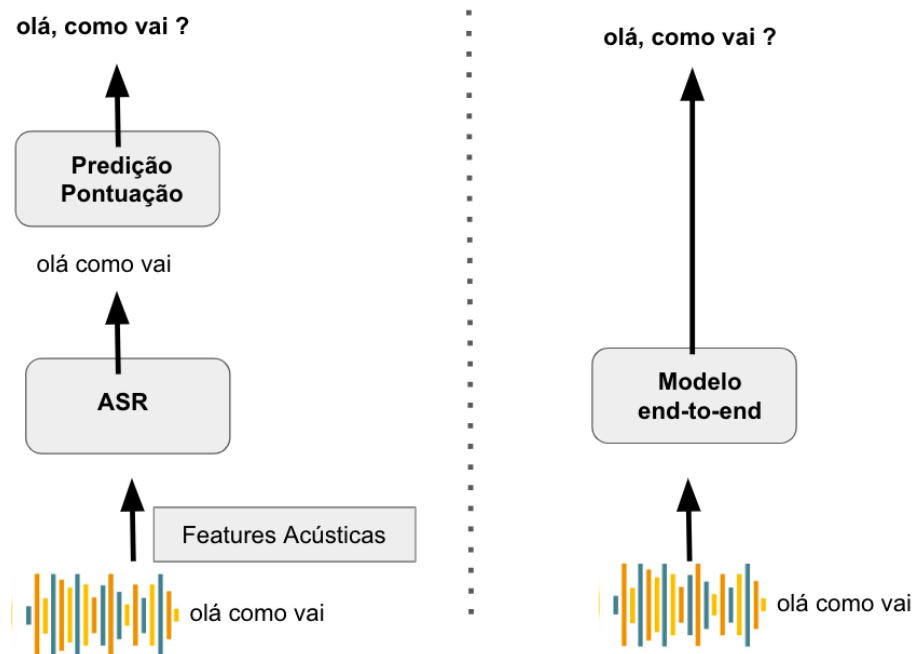 olá, como vai ?
Predição
Pontuação
olá como vai
ASR
Features Acústicas
olá como vai
olá, como vai ?
Modelo
end-to-end
olá como vai